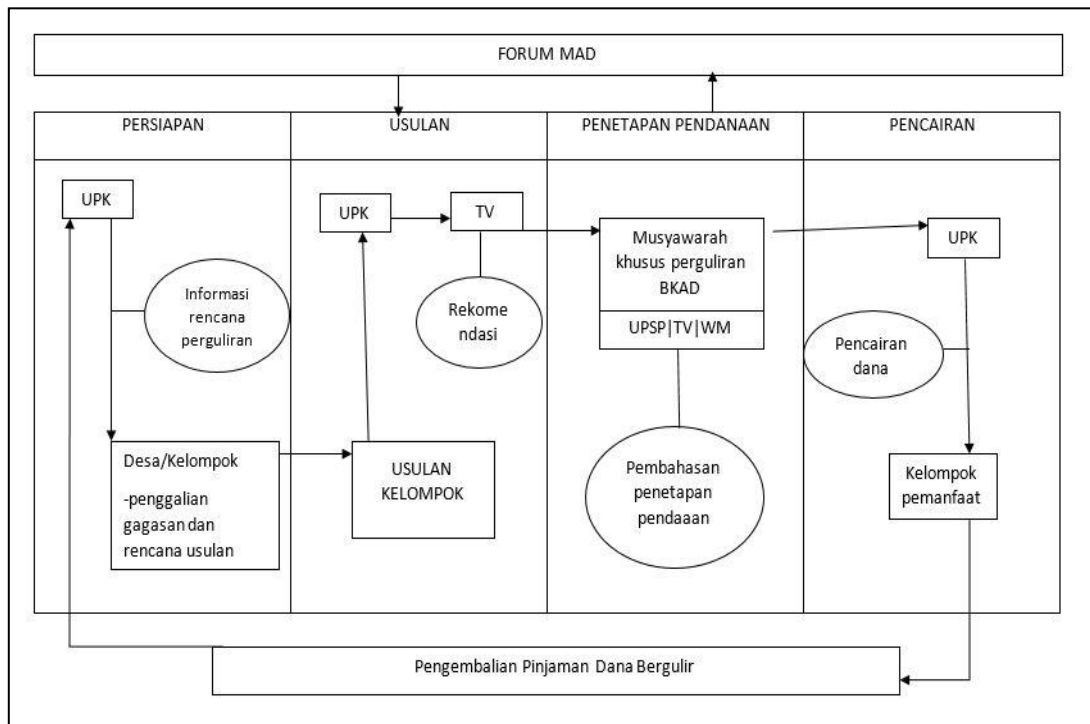 FORUM MAD
PERSIAPAN
USULAN
PENETAPAN PENDANAAN
PENCAIRAN
UPK
Informasi
rencana
perguliran
Desa/Kelompok
-penggalian
gagasan dan
rencana usulan
UPK
TV
Rekome
ndasi
USULAN
KELOMPOK
Musyawarah
khusus perguliran
BKAD
UPSP|TV|WM
Pembahasan
penetapan
pendaaan
UPK
Pencairan
dana
Kelompok
pemanfaat
Pengembalian Pinjaman Dana Bergulir